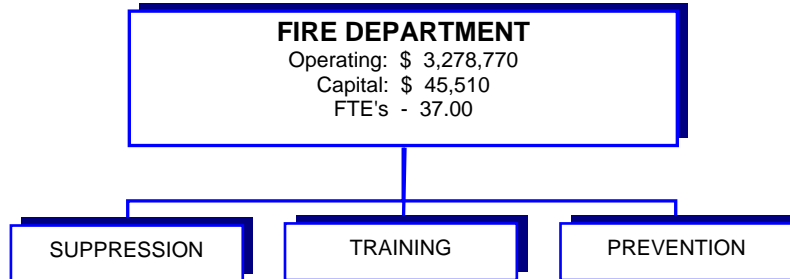 FIRE DEPARTMENT
Operating: $ 3,278,770
Capital: $ 45,510
FTE's - 37.00
SUPPRESSION
TRAINING
PREVENTION